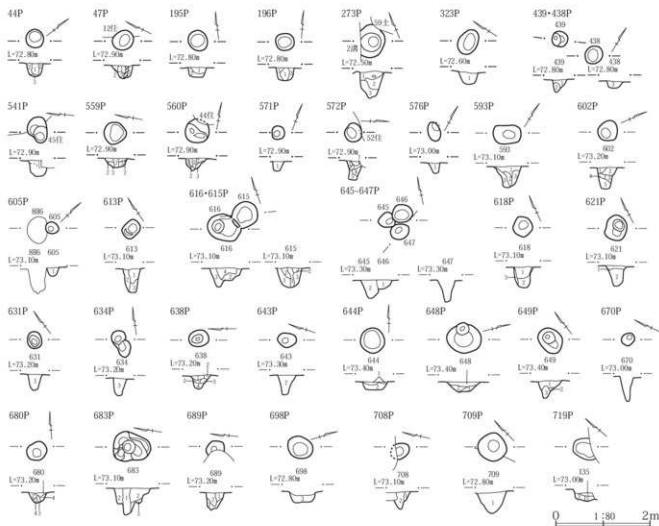 44P 47P 195P 196P 273P 323P 439・438P
12住 59土 2溝 439 438
L=72.80m L=72.90m L=72.80m L=72.80m L=72.50m L=72.60m L=72.80m L=72.80m
439 438
541P 559P 560P 571P 572P 576P 593P 602P
45住 44住 52住 593 602
L=72.90m L=72.90m L=72.90m L=72.90m L=72.90m L=73.00m L=73.10m L=73.20m
605P 613P 616・615P 645-647P 618P 621P
886 605 613 616 615 645 646 647 618 621
886 605 616 615 645 646 647
L=73.10m L=73.10m L=73.10m L=73.10m L=73.30m L=73.30m L=73.10m L=73.10m
631P 634P 638P 643P 644P 648P 649P 670P
631 634 638 643 644 648 649 670
L=73.20m L=73.20m L=73.20m L=73.30m L=73.40m L=73.40m L=73.40m L=73.00m
680P 683P 689P 698P 708P 709P 719P
680 683 689 698 708 709 135
L=73.20m L=73.10m L=73.20m L=72.80m L=73.10m L=72.80m L=73.00m
0 1:80 2m